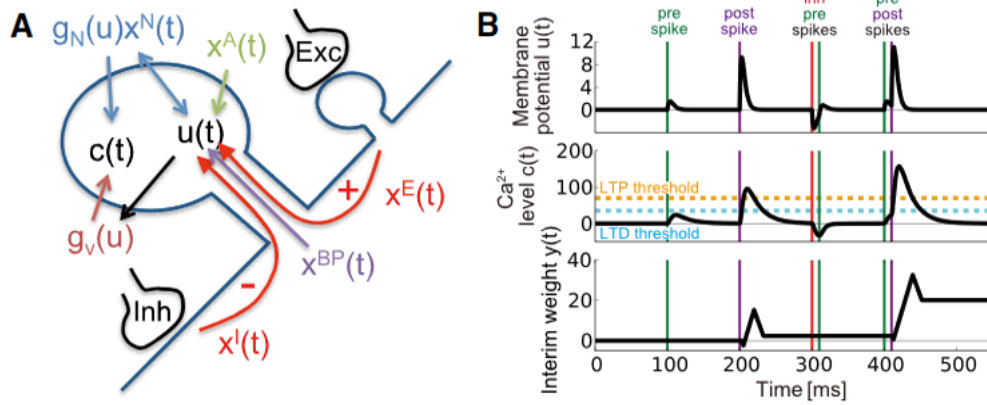 A
g_N(u)x^N(t)
x^A(t)
Exc
c(t)
u(t)
+
x^E(t)
g_v(u)
x^BP(t)
-
Inh
x^I(t)
B
pre
spike
post
spike
pre
spikes
post
spikes
Membrane
potential u(t)
12
8
4
0
Ca²⁺
level c(t)
200
100
0
LTP threshold
LTD threshold
Interim weight y(t)
40
20
0
0
100
200
300
400
500
Time [ms]